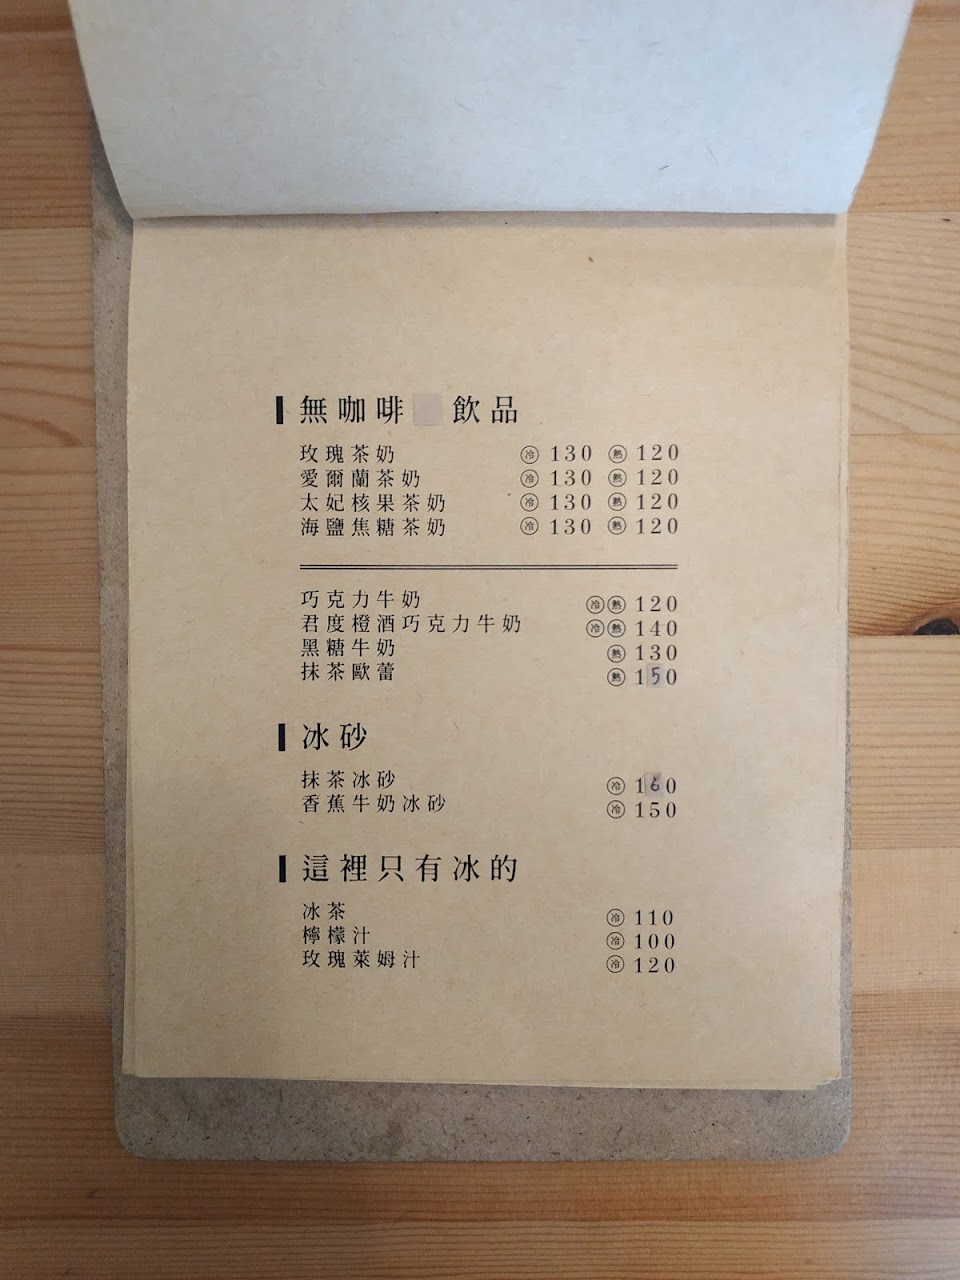 無咖啡 飲品
玫瑰茶奶 冷 130 熱 120
愛爾蘭茶奶 冷 130 熱 120
太妃核果茶奶 冷 130 熱 120
海鹽焦糖茶奶 冷 130 熱 120
巧克力牛奶 冷 熱 120
君度橙酒巧克力牛奶 冷 熱 140
黑糖牛奶 熱 130
抹茶歐蕾 熱 150
冰砂
抹茶冰砂 冷 160
香蕉牛奶冰砂 冷 150
這裡只有冰的
冰茶 冷 110
檸檬汁 冷 100
玫瑰萊姆汁 冷 120